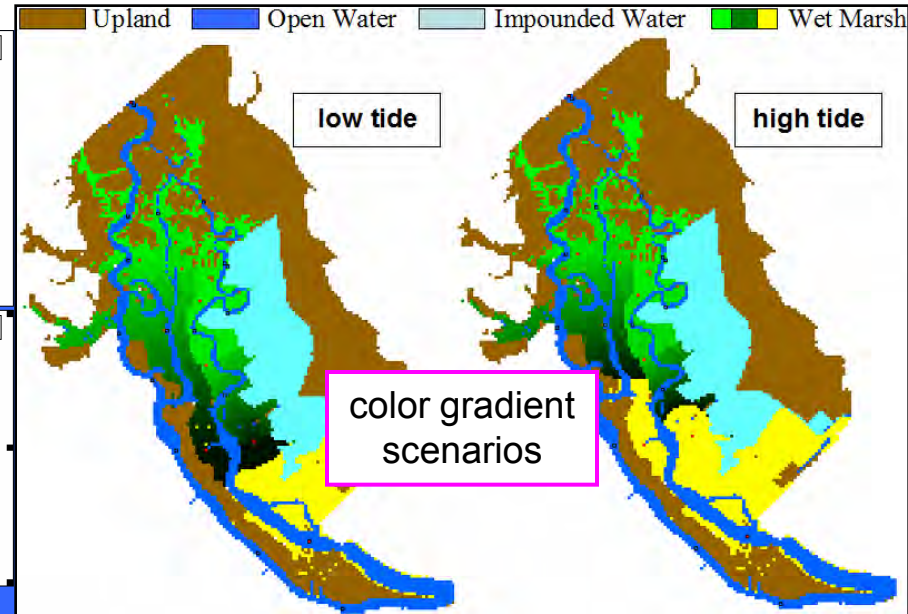 Upland Open Water Impounded Water Wet Marsh
low tide
high tide
color gradient
scenarios